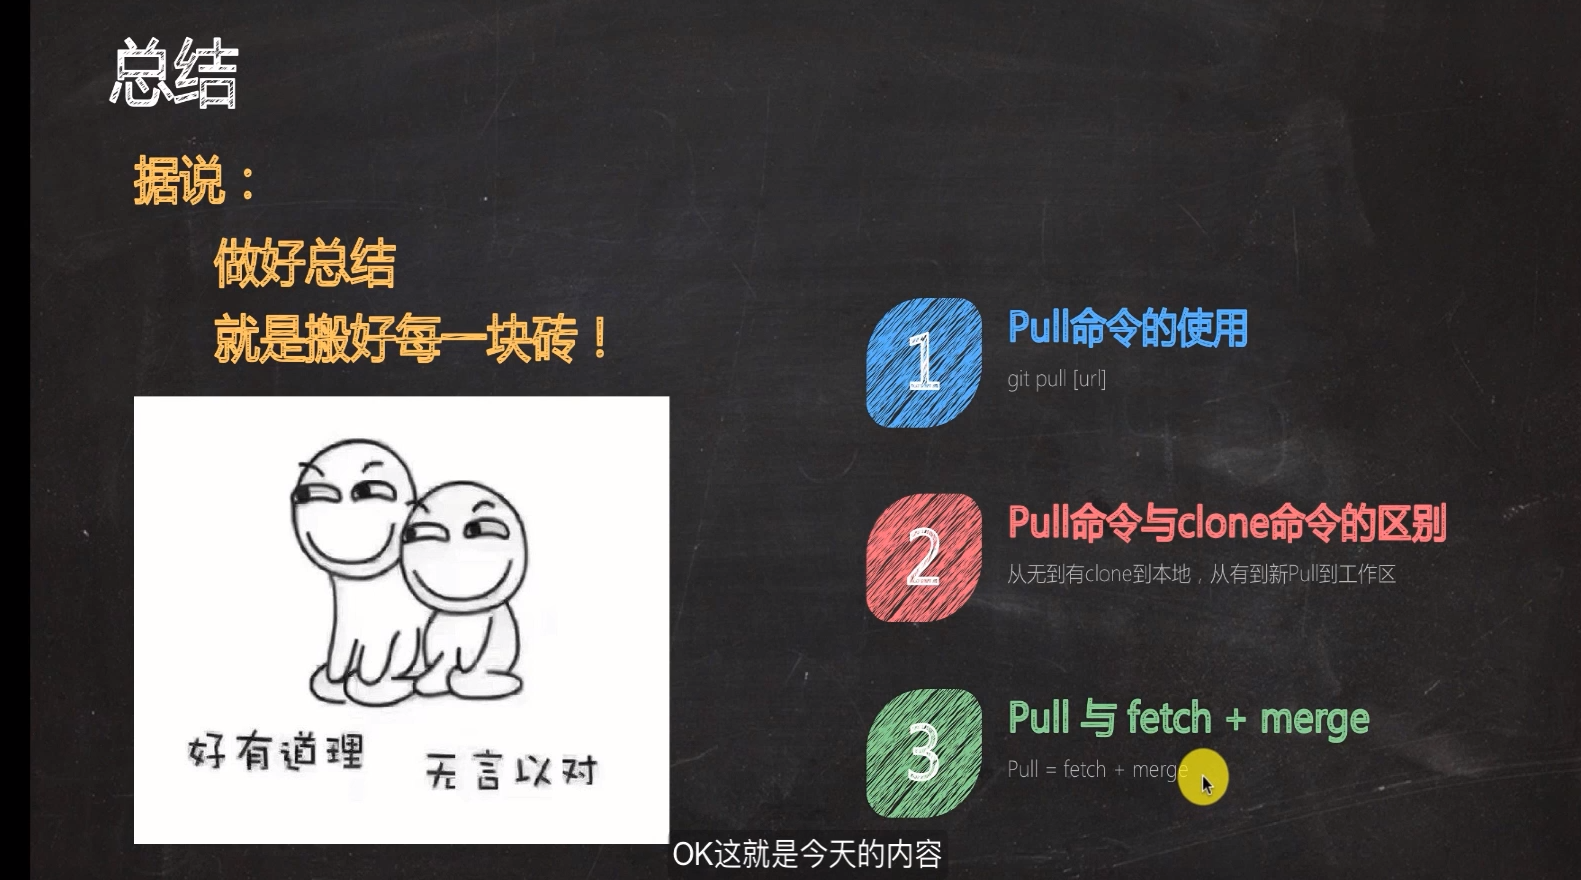 总结
据说：
做好总结
就是搬好每一块砖！
好有道理
无言以对
1
Pull命令的使用
git pull [url]
2
Pull命令与clone命令的区别
从无到有clone到本地，从有到新Pull到工作区
3
Pull 与 fetch + merge
Pull = fetch + merge
OK这就是今天的内容